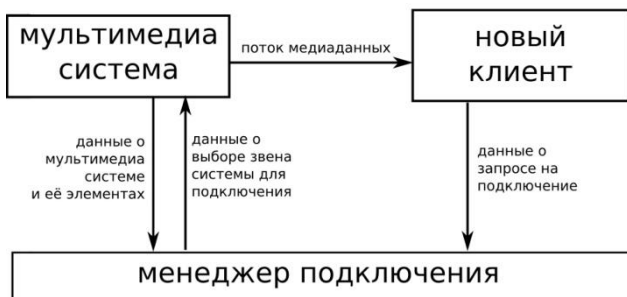 мультимедиа
система
поток медиаданных
новый
клиент
данные о
мультимедиа
системе
и её элементах
данные о
выборе звена
системы для
подключения
данные о
запросе на
подключение
менеджер подключения